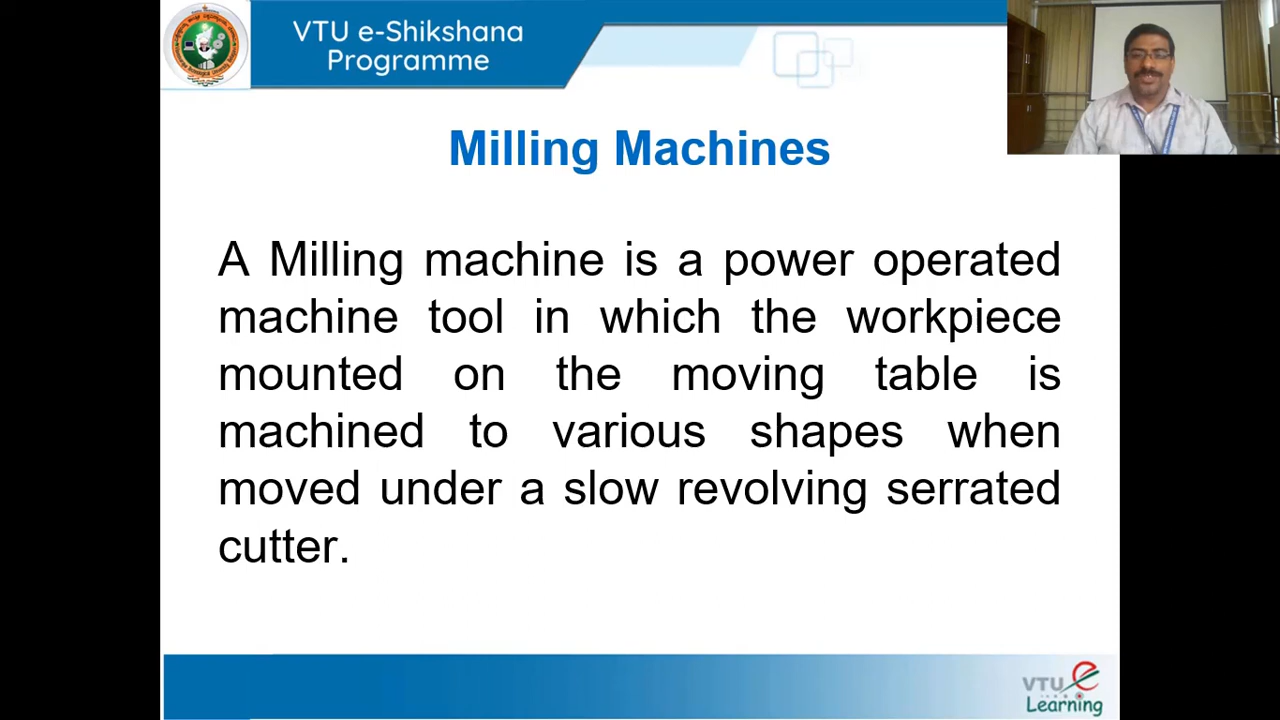 VTU e-Shikshana
Programme
Milling Machines
A Milling machine is a power operated
machine tool in which the workpiece
mounted on the moving table is
machined to various shapes when
moved under a slow revolving serrated
cutter.
VTU e
Learning